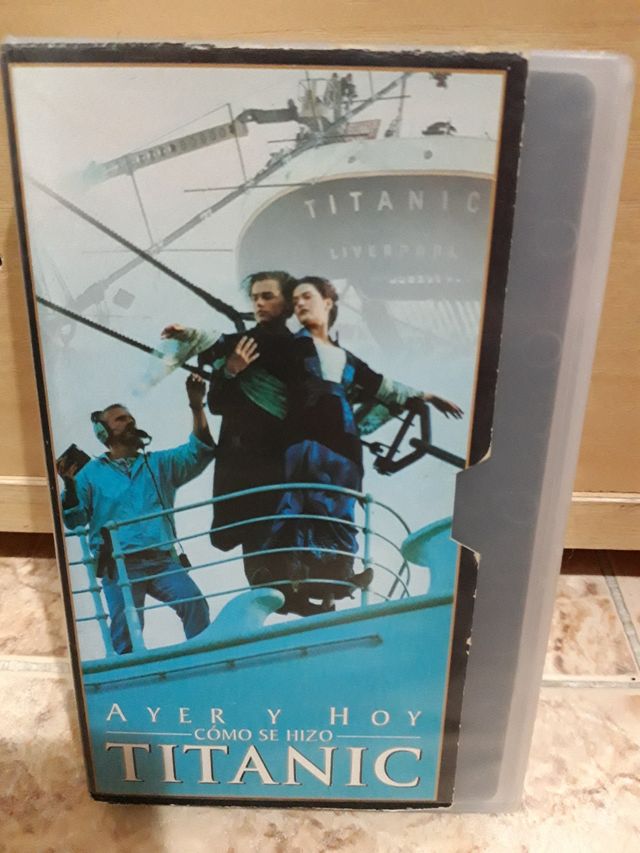 TITANIC
LIVERPOOL
AYER Y HOY
CÓMO SE HIZO
TITANIC